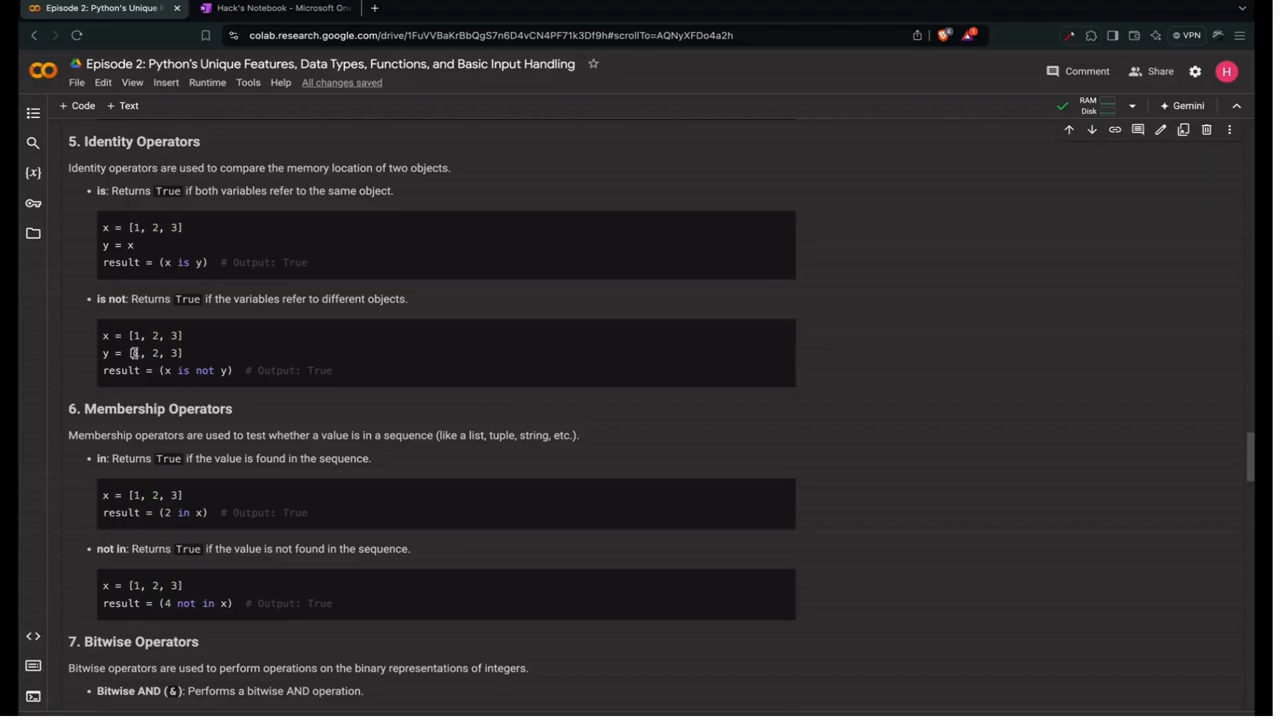 Episode 2: Python's Unique F
Hack's Notebook - Microsoft On
colab.research.google.com/drive/1FuVVBaKrBbQgS7n6D4vCN4PF71k3Df9h#scrollTo=AQNyXFDo4a2h
VPN
Episode 2: Python's Unique Features, Data Types, Functions, and Basic Input Handling
Comment
Share
H
File Edit View Insert Runtime Tools Help All changes saved
+ Code + Text
RAM
Disk
Gemini
5. Identity Operators
Identity operators are used to compare the memory location of two objects.
• is: Returns True if both variables refer to the same object.
x = [1, 2, 3]
y = x
result = (x is y) # Output: True
• is not: Returns True if the variables refer to different objects.
x = [1, 2, 3]
y = [1, 2, 3]
result = (x is not y) # Output: True
6. Membership Operators
Membership operators are used to test whether a value is in a sequence (like a list, tuple, string, etc.).
• in: Returns True if the value is found in the sequence.
x = [1, 2, 3]
result = (2 in x) # Output: True
• not in: Returns True if the value is not found in the sequence.
x = [1, 2, 3]
result = (4 not in x) # Output: True
7. Bitwise Operators
Bitwise operators are used to perform operations on the binary representations of integers.
• Bitwise AND (&): Performs a bitwise AND operation.